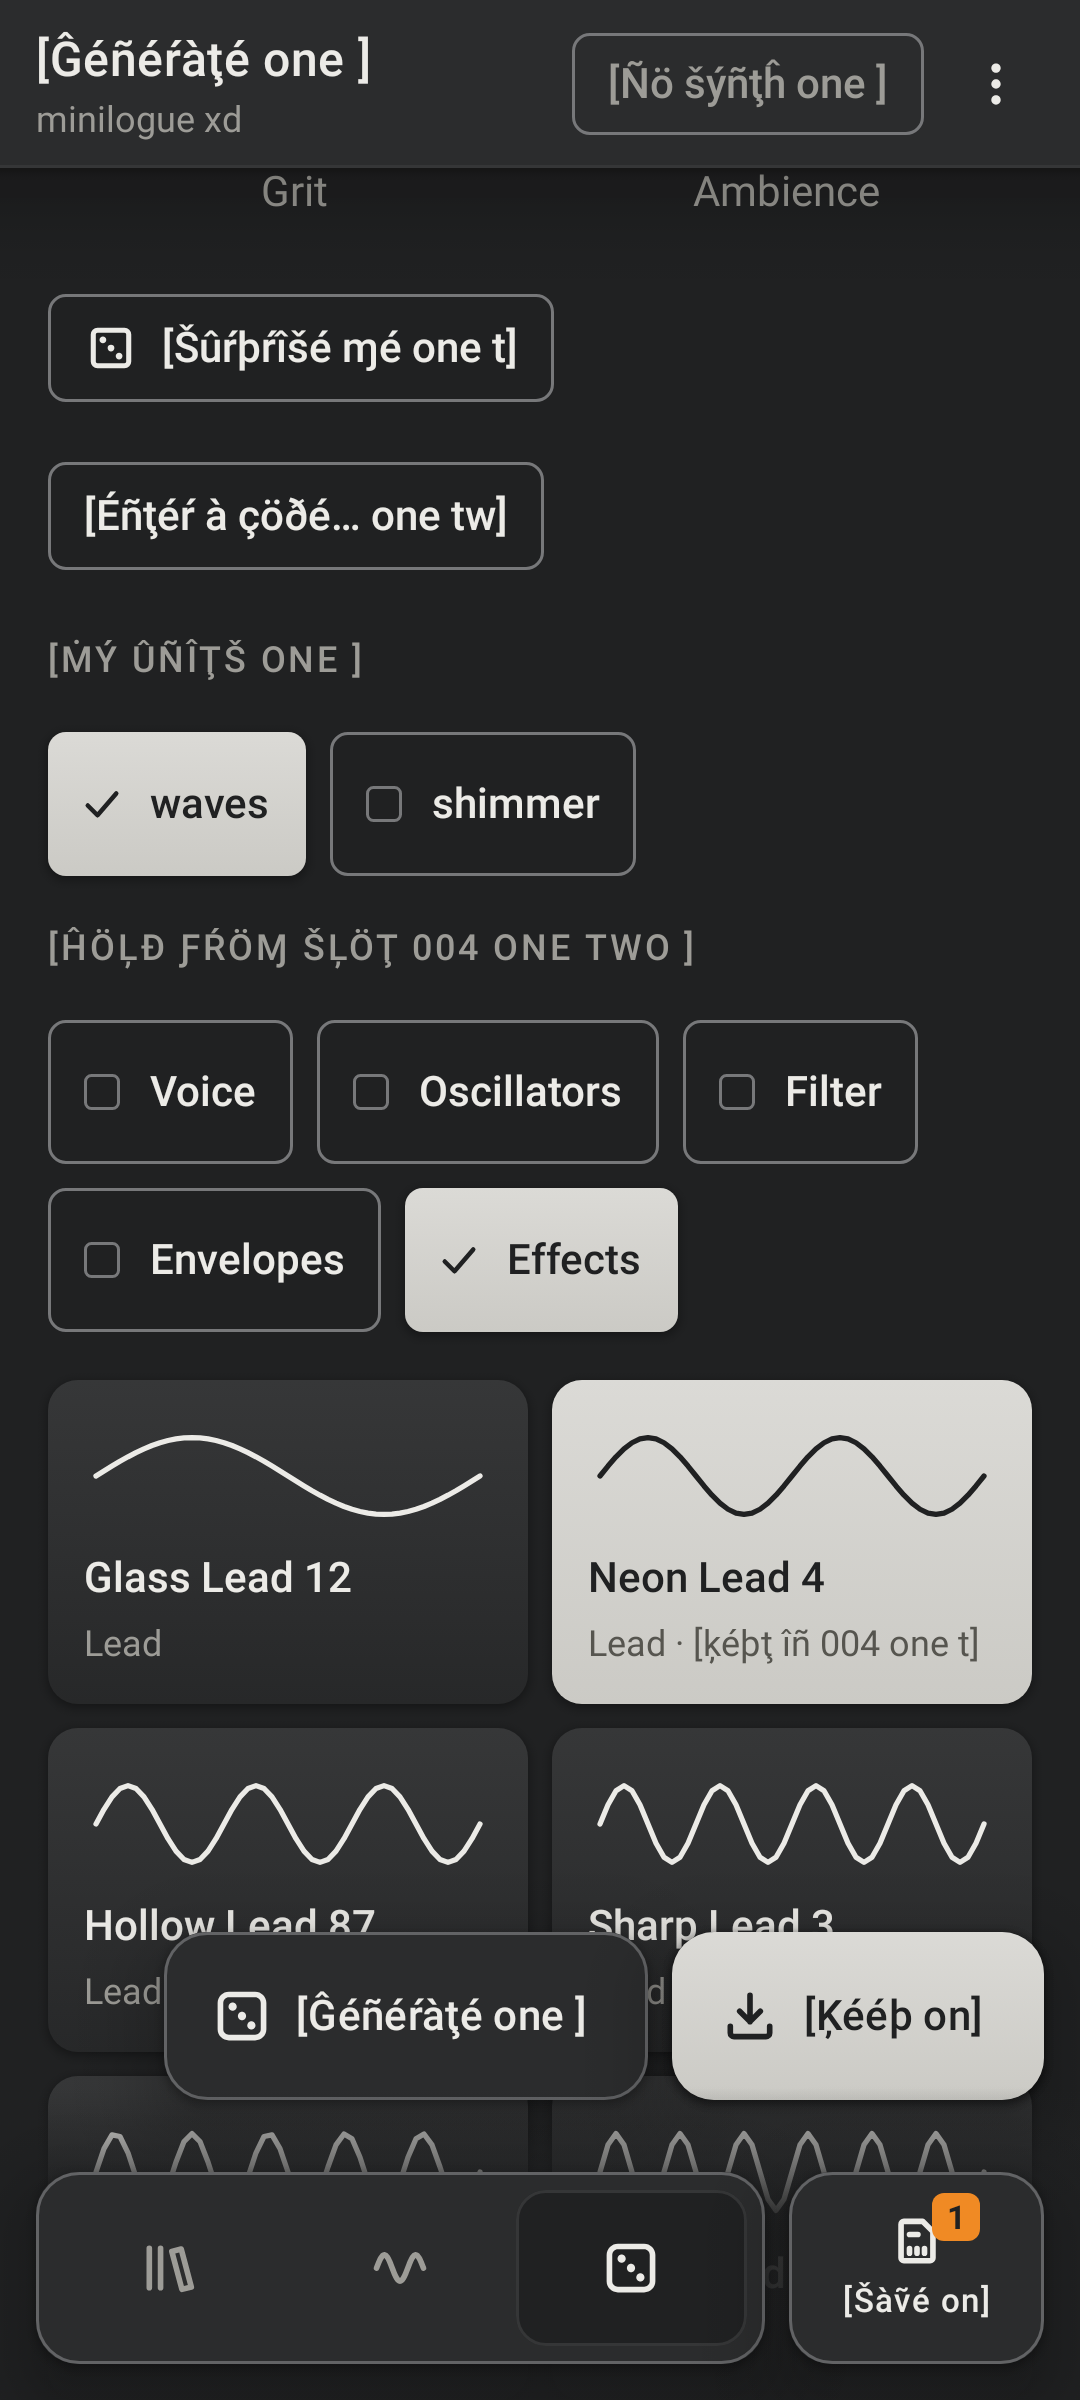 [Ĝéñéŕàţé one ]
minilogue xd
[Ñö šýñţĥ one ]
Grit
Ambience
[Šûŕþŕîšé ɱé one t]
[Éñţéŕ à çöðé… one tw]
[ṀÝ ÛÑÎŢŠ ONE ]
waves
shimmer
[ĤÖĻÐ ƑŔÖⱮ ŠĻÖŢ 004 ONE TWO ]
Voice
Oscillators
Filter
Envelopes
Effects
Glass Lead 12
Lead
Neon Lead 4
Lead · [ķéþţ îñ 004 one t]
Hollow Lead 87
Lead
Sharp Lead 3
[Ĝéñéŕàţé one ]
[Ķééþ on]
1
[Šàṽé on]